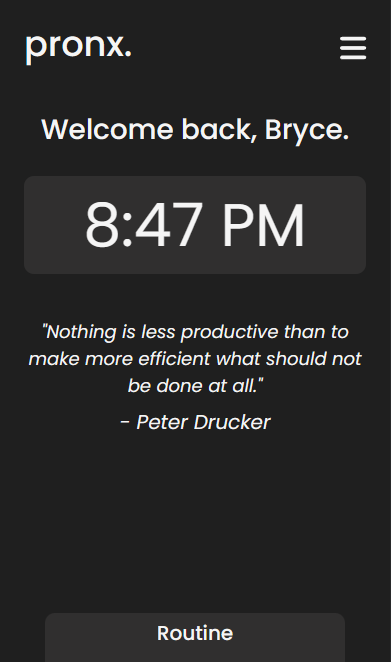 pronx.
Welcome back, Bryce.
8:47 PM
"Nothing is less productive than to
make more efficient what should not
be done at all."
- Peter Drucker
Routine